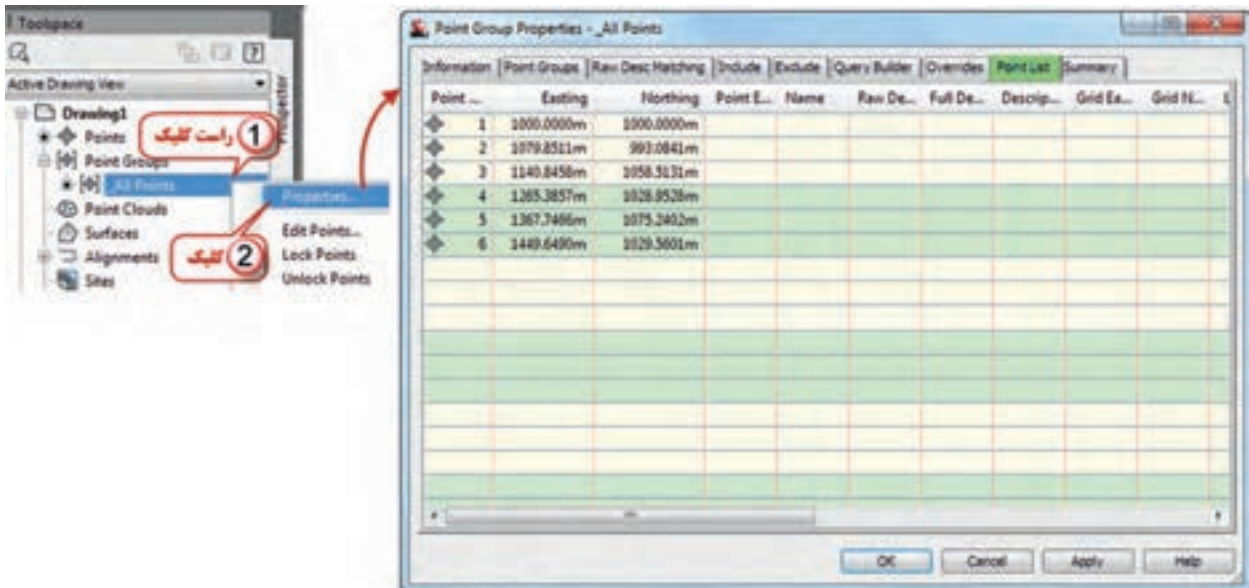 Toolspace
Active Drawing View
Drawing1
Points
Point Groups
_All Points
Point Clouds
Surfaces
Alignments
Sites
Prospector
1 راست کلیک
2 کلیک
Properties...
Edit Points...
Lock Points
Unlock Points
Point Group Properties - _All Points
Information Point Groups Raw Desc Matching Include Exclude Query Builder Overrides Point List Summary
Point ... Easting Northing Point E... Name Raw De... Full De... Descrip... Grid Ea... Grid N... L
1 1000.0000m 1000.0000m
2 1079.8511m 993.0841m
3 1140.8458m 1058.5131m
4 1265.3857m 1028.9528m
5 1367.7466m 1075.2402m
6 1449.6490m 1029.5601m
OK Cancel Apply Help